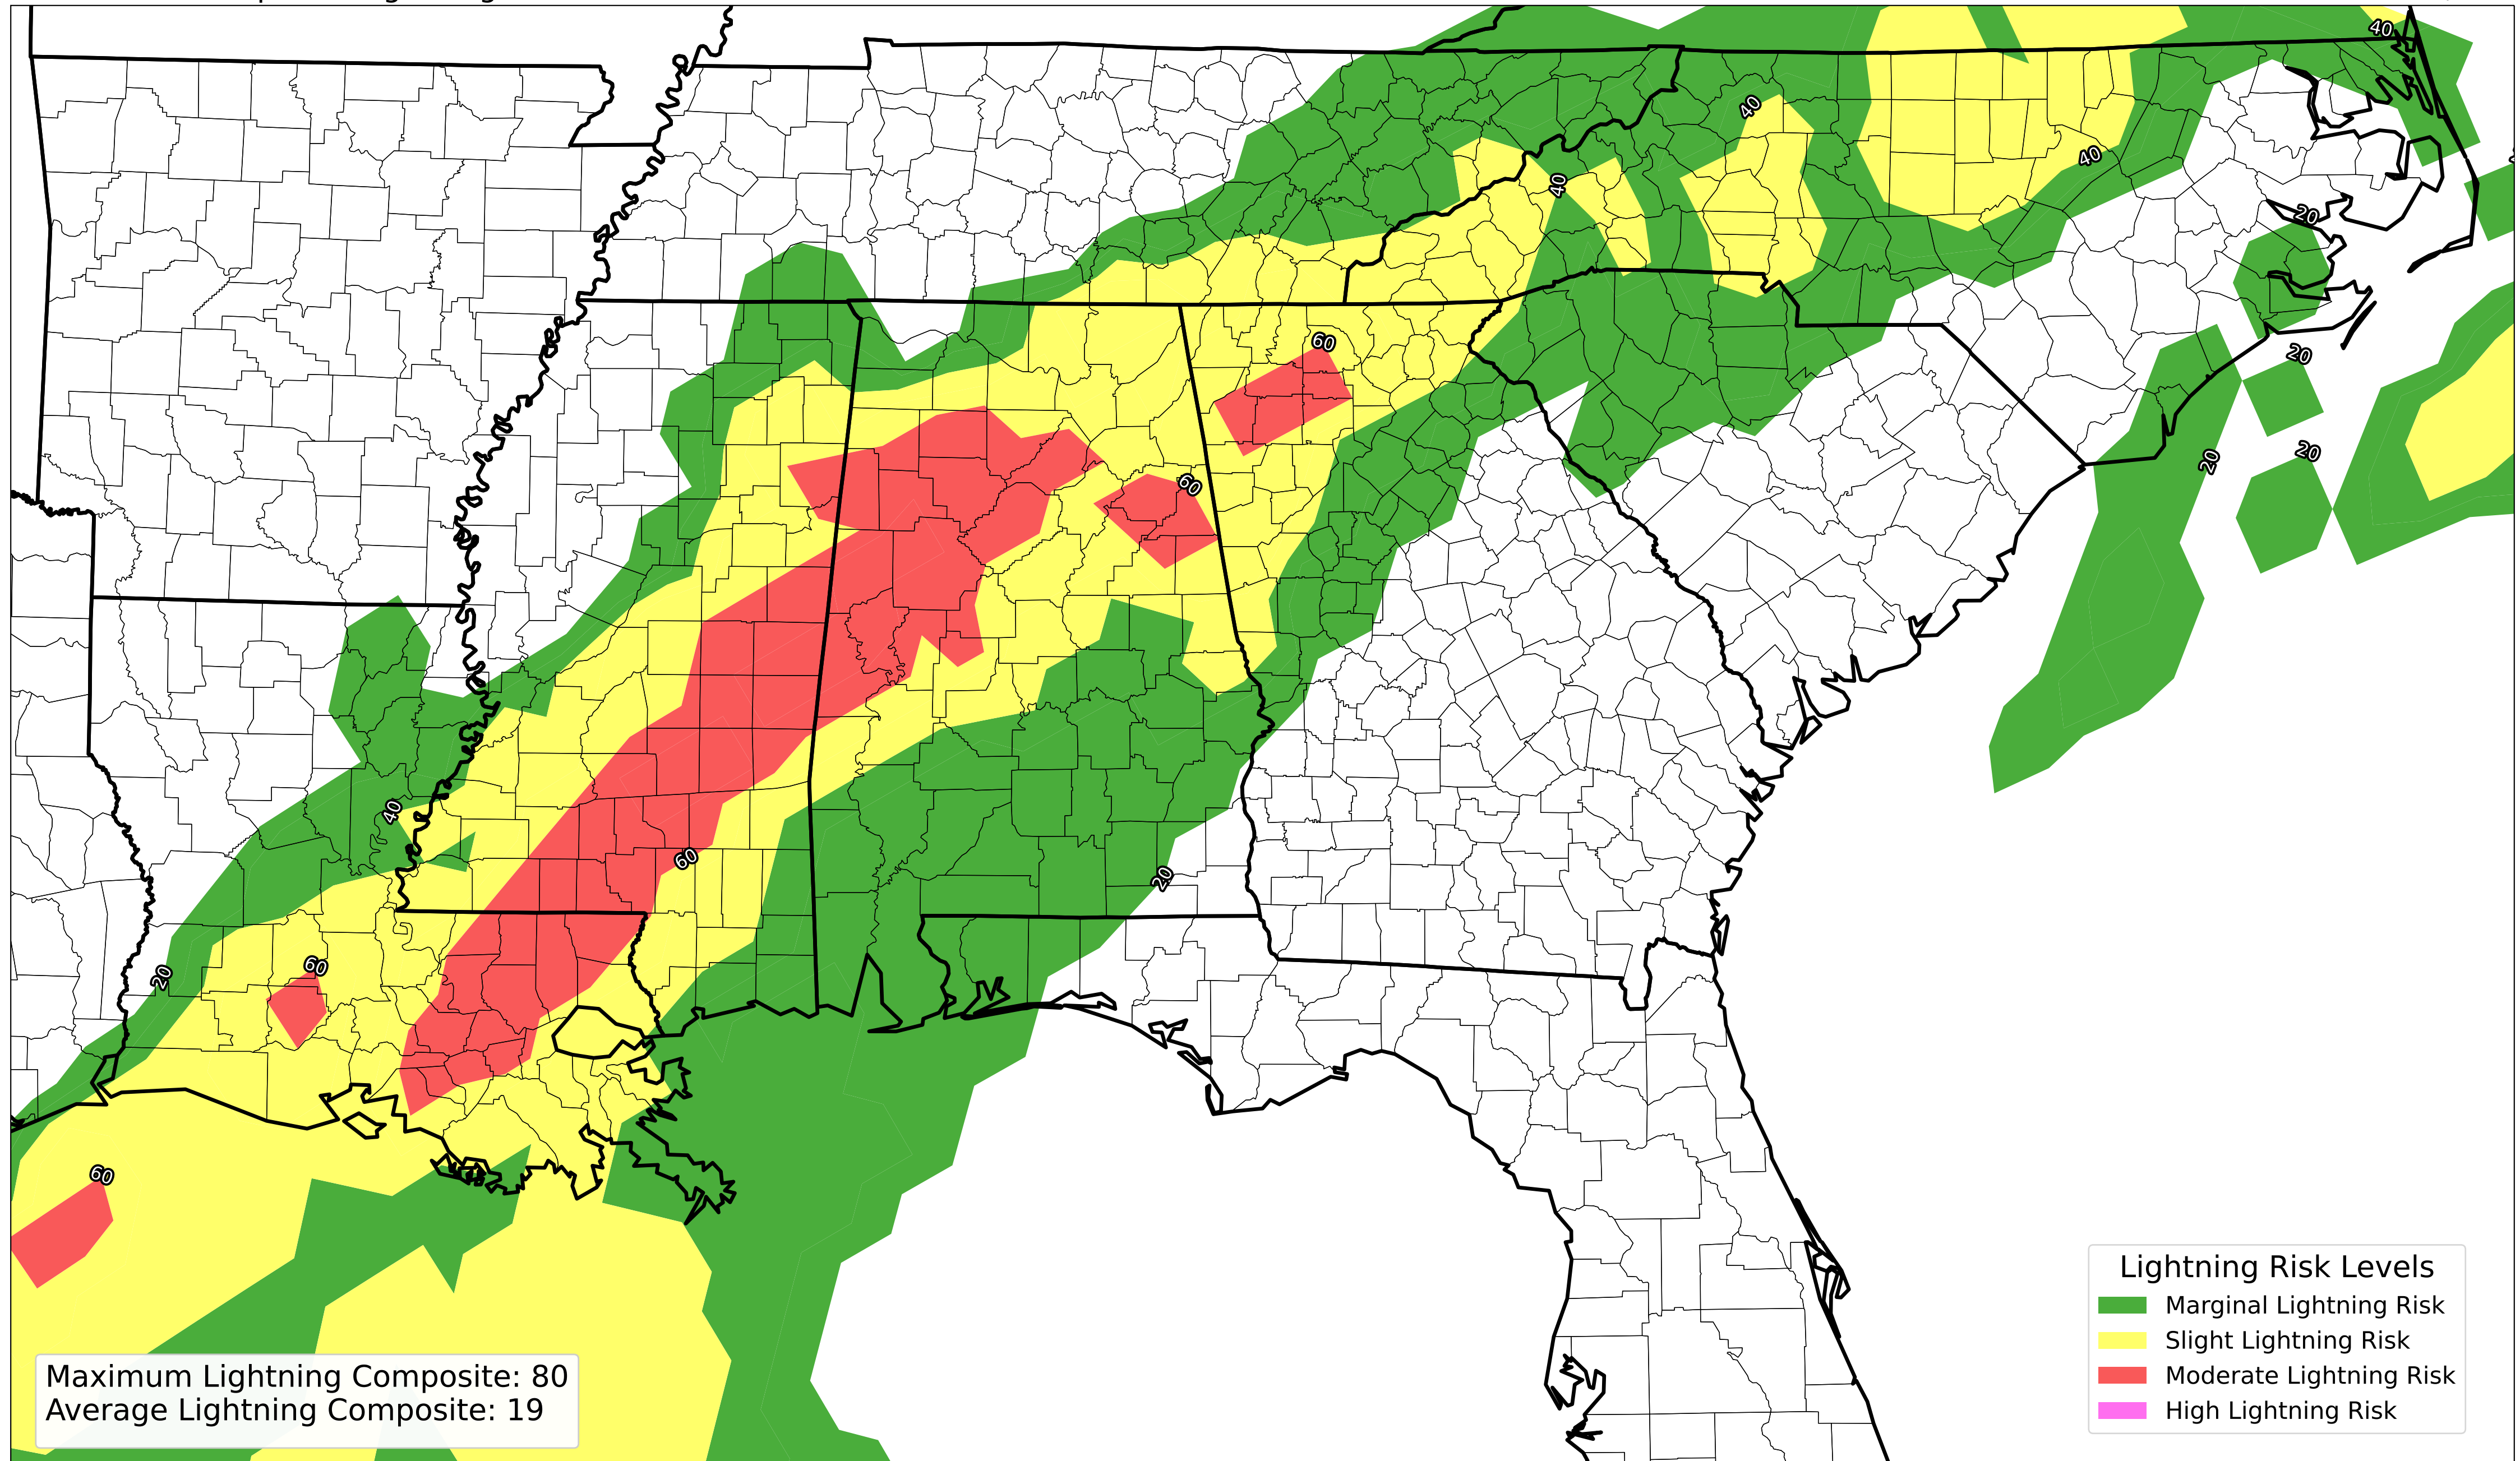 40
40
40
40
20
60
20
20
20
60
40
60
20
60
20
60
Lightning Risk Levels
Marginal Lightning Risk
Slight Lightning Risk
Moderate Lightning Risk
High Lightning Risk
Maximum Lightning Composite: 80
Average Lightning Composite: 19